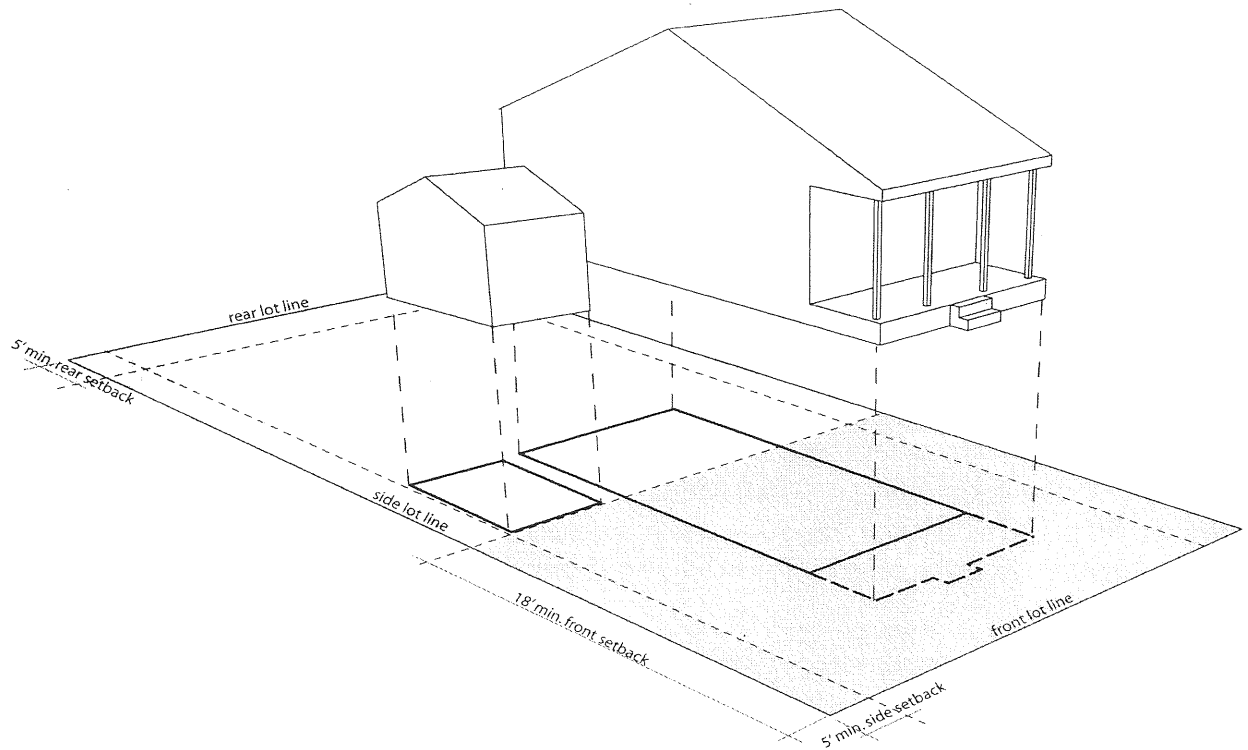 rear lot line
5' min. rear setback
side lot line
18' min. front setback
front lot line
5' min. side setback